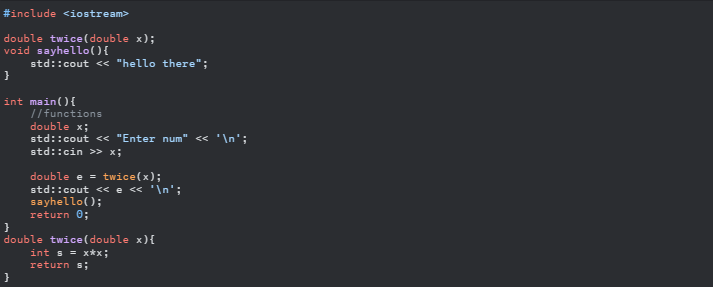 #include <iostream>

double twice(double x);
void sayhello(){
    std::cout << "hello there";
}

int main(){
    //functions
    double x;
    std::cout << "Enter num" << '\n';
    std::cin >> x;

    double e = twice(x);
    std::cout << e << '\n';
    sayhello();
    return 0;
}
double twice(double x){
    int s = x*x;
    return s;
}